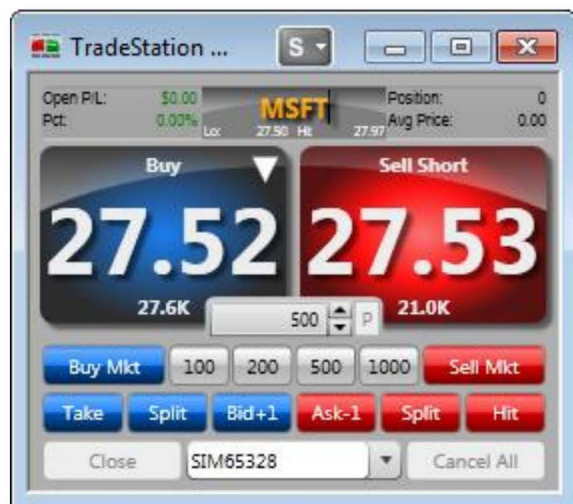 TradeStation ...
S
Open P/L: $0.00
Pct: 0.00%
MSFT
Lo: 27.50 Hi: 27.97
Position: 0
Avg Price: 0.00
Buy
Sell Short
27.52
27.53
27.6K
500
P
21.0K
Buy Mkt 100 200 500 1000 Sell Mkt
Take Split Bid+1 Ask-1 Split Hit
Close SIM65328 Cancel All